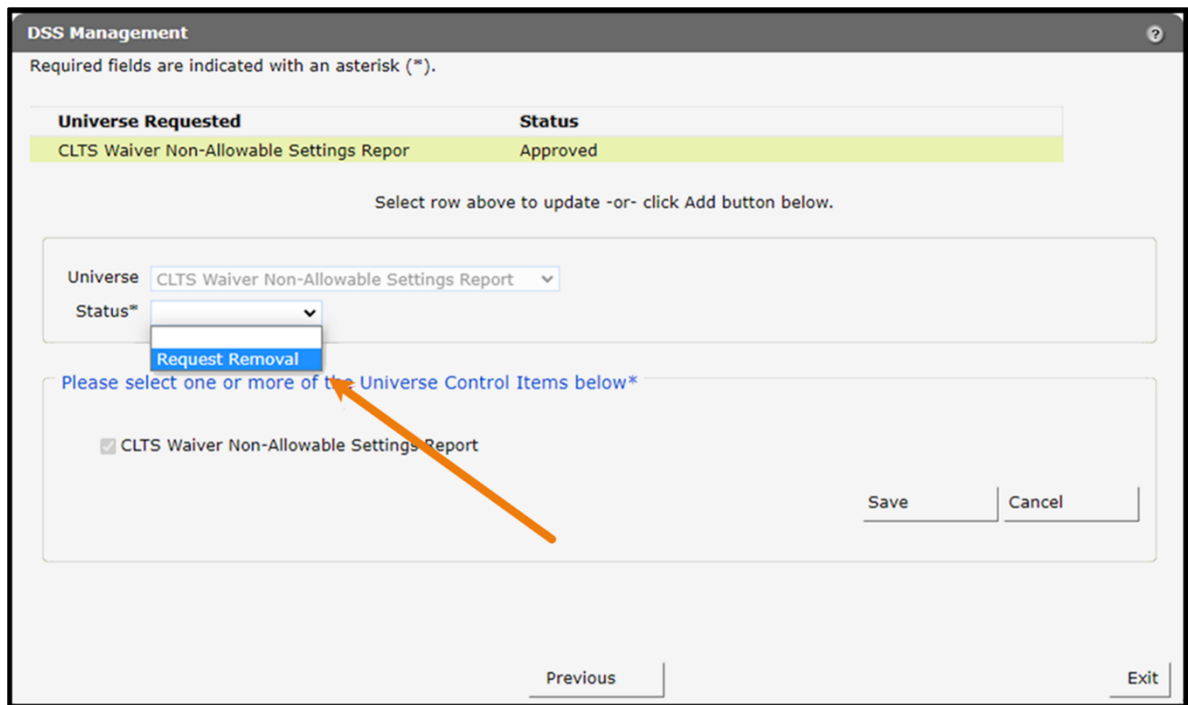 DSS Management
?
Required fields are indicated with an asterisk (*).
Universe Requested Status
CLTS Waiver Non-Allowable Settings Repor Approved
Select row above to update -or- click Add button below.
Universe CLTS Waiver Non-Allowable Settings Report
Status*
Request Removal
Please select one or more of the Universe Control Items below*
CLTS Waiver Non-Allowable Settings Report
Save Cancel
Previous Exit